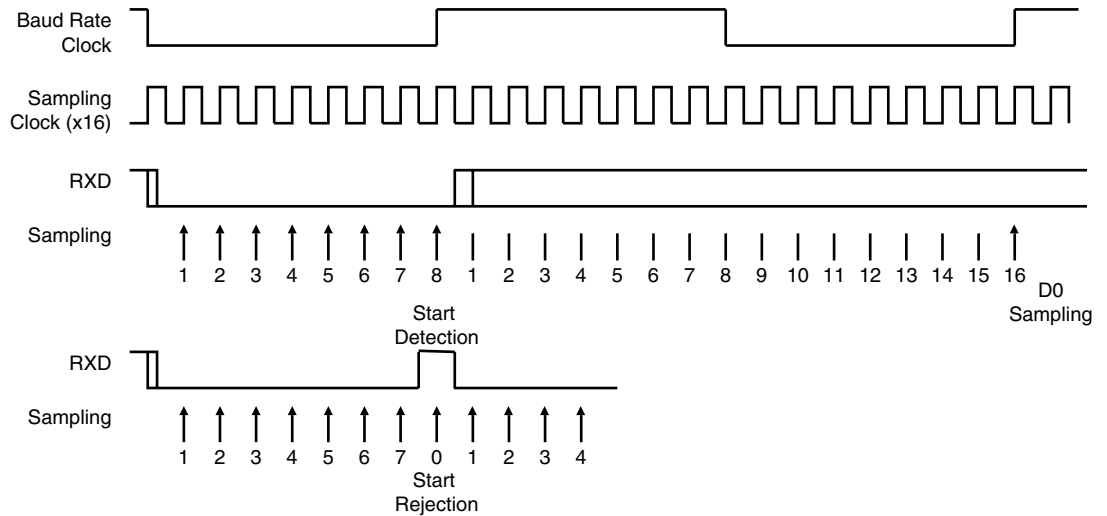 Baud Rate
Clock
Sampling
Clock (x16)
RXD
Sampling
1 2 3 4 5 6 7 8 1 2 3 4 5 6 7 8 9 10 11 12 13 14 15 16
D0
Sampling
Start
Detection
RXD
Sampling
1 2 3 4 5 6 7 0 1 2 3 4
Start
Rejection